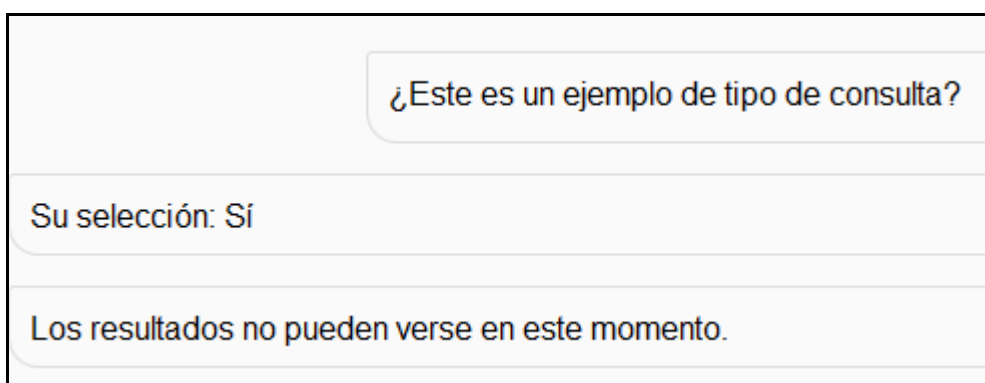 ¿Este es un ejemplo de tipo de consulta?
Su selección: Sí
Los resultados no pueden verse en este momento.